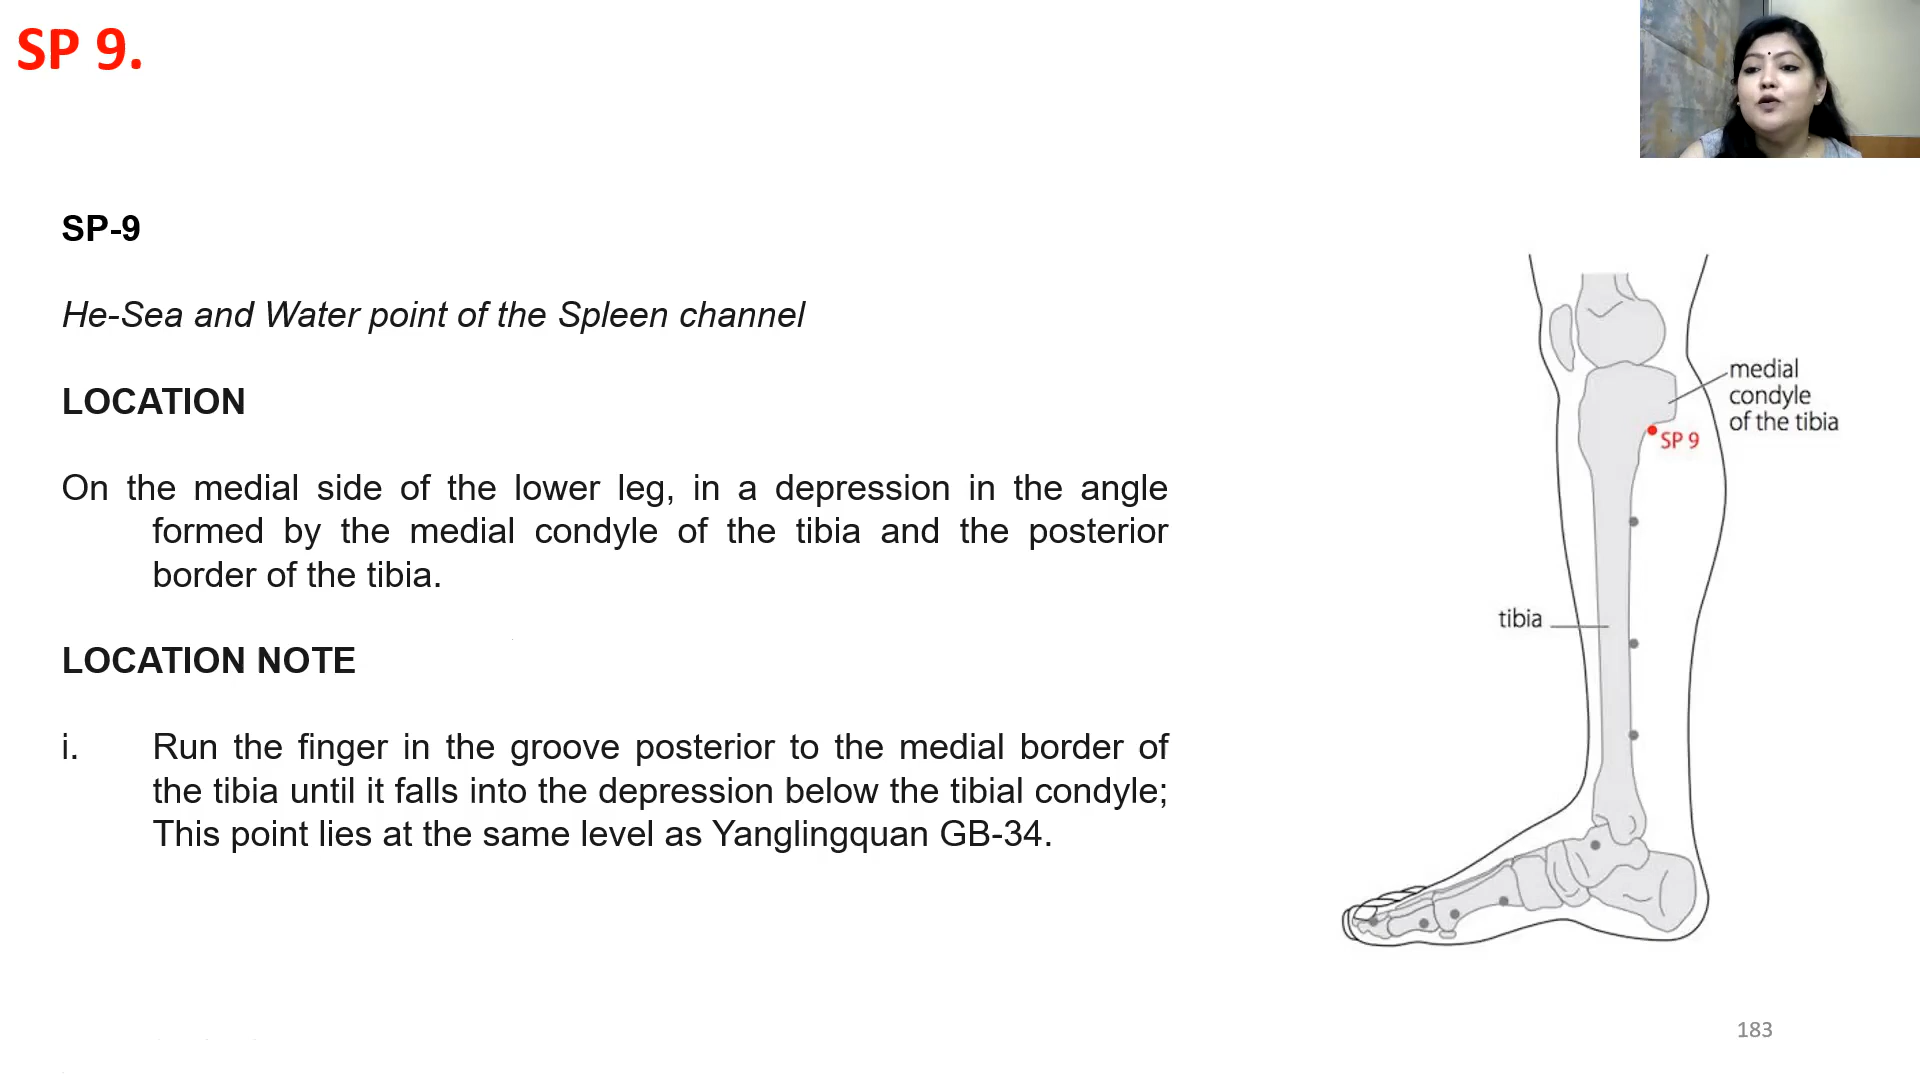 SP 9.
SP-9
He-Sea and Water point of the Spleen channel
LOCATION
On the medial side of the lower leg, in a depression in the angle
formed by the medial condyle of the tibia and the posterior
border of the tibia.
LOCATION NOTE
i. Run the finger in the groove posterior to the medial border of
the tibia until it falls into the depression below the tibial condyle;
This point lies at the same level as Yanglingquan GB-34.
medial
condyle
of the tibia
SP 9
tibia
183